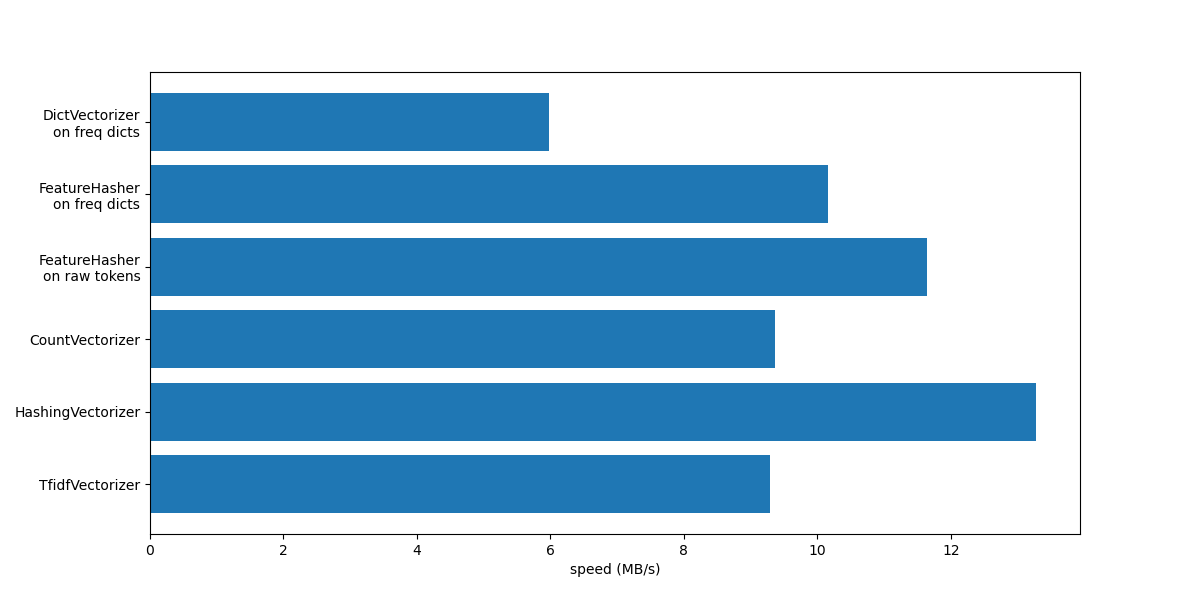 DictVectorizer
on freq dicts
FeatureHasher
on freq dicts
FeatureHasher
on raw tokens
CountVectorizer
HashingVectorizer
TfidfVectorizer
0 2 4 6 8 10 12
speed (MB/s)